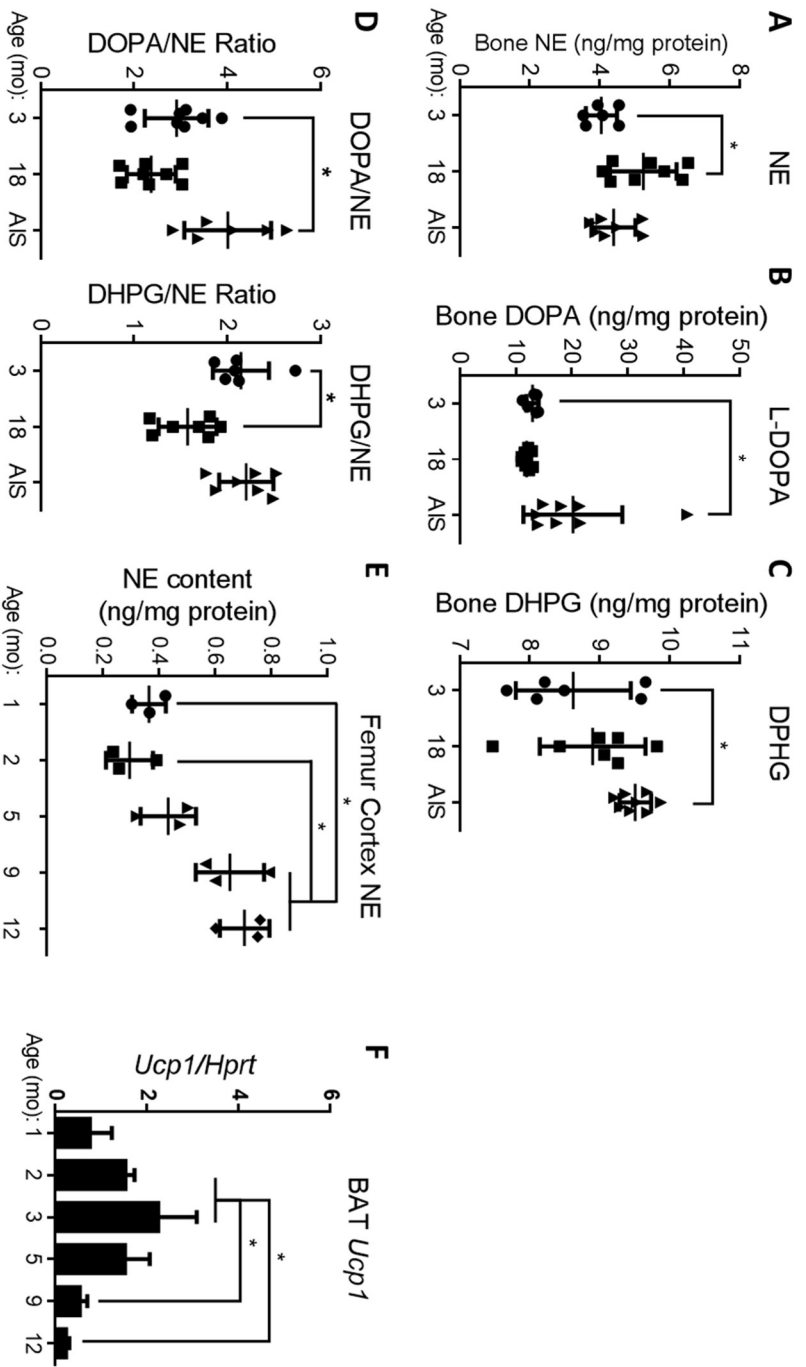 A
NE
Bone NE (ng/mg protein)
8
6
4
2
0
*
Age (mo):
3
18
AIS
B
L-DOPA
Bone DOPA (ng/mg protein)
50
40
30
20
10
0
*
3
18
AIS
C
DPHG
Bone DHPG (ng/mg protein)
11
10
9
8
7
*
3
18
AIS
D
DOPA/NE
DOPA/NE Ratio
6
4
2
0
*
Age (mo):
3
18
AIS
DHPG/NE
DHPG/NE Ratio
3
2
1
0
*
3
18
AIS
E
Femur Cortex NE
NE content
(ng/mg protein)
1.0
0.8
0.6
0.4
0.2
0.0
*
*
Age (mo):
1
2
5
9
12
F
BAT Ucp1
Ucp1/Hprt
6
4
2
0
*
*
Age (mo):
1
2
3
5
9
12